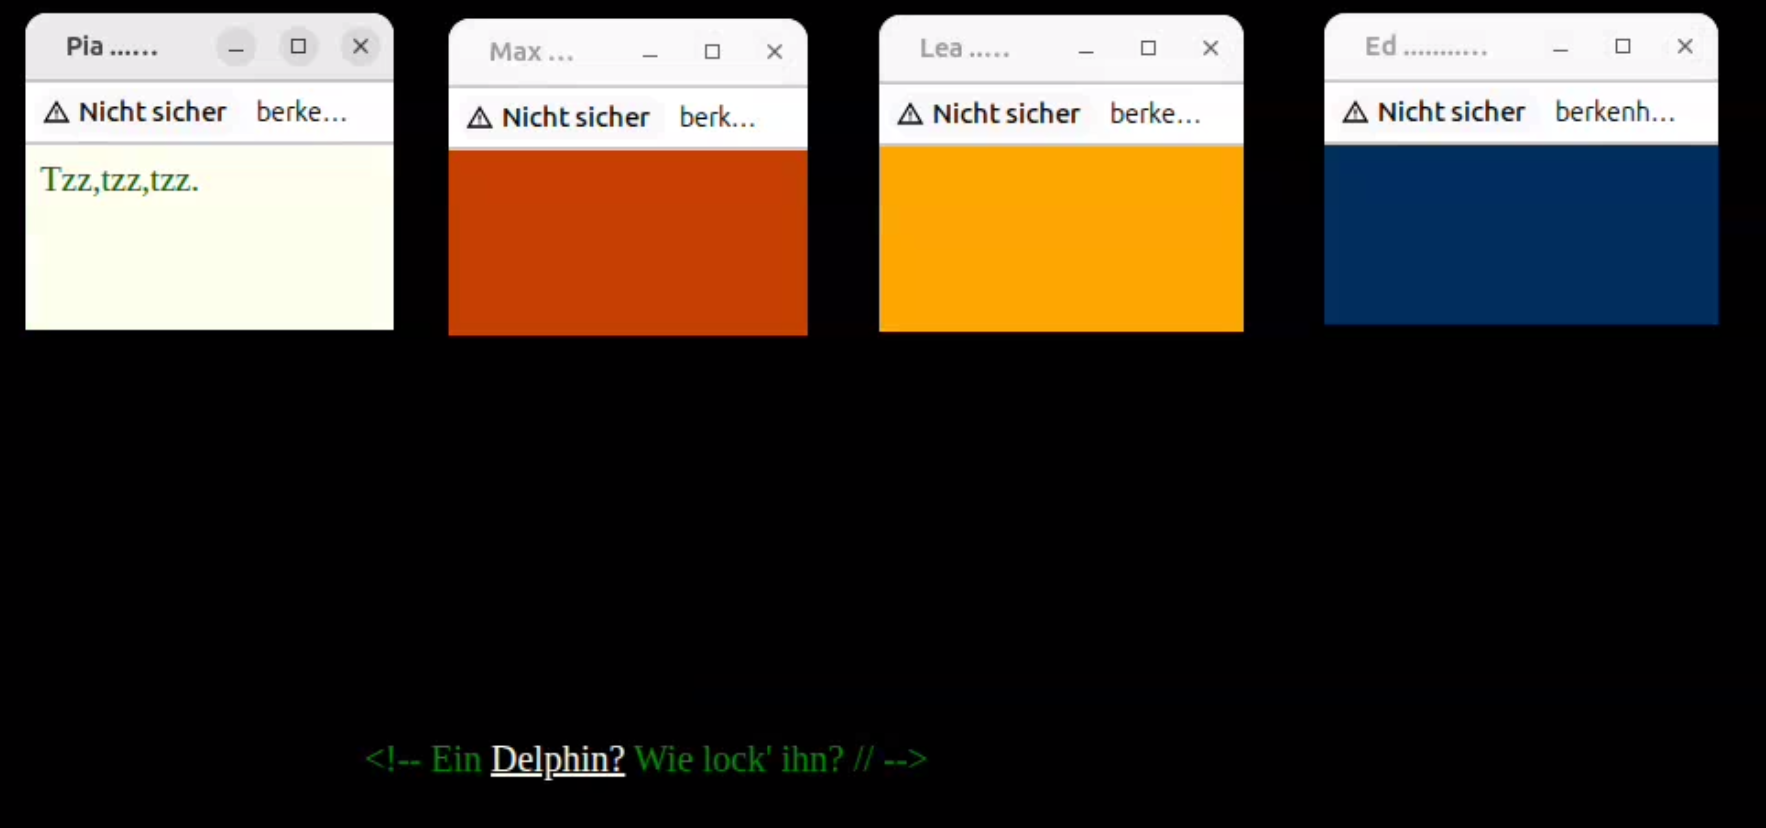 Pia ......
Max ...
Lea .....
Ed ...........
Nicht sicher berke...
Nicht sicher berk...
Nicht sicher berke...
Nicht sicher berkenh...
Tzz,tzz,tzz.
<!-- Ein Delphin? Wie lock' ihn? // -->